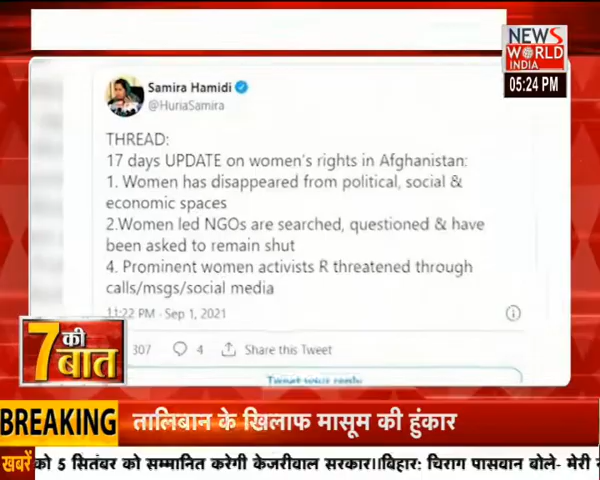 NEWS
WORLD
INDIA
05:24 PM
Samira Hamidi
@HuriaSamira
THREAD:
17 days UPDATE on women's rights in Afghanistan:
1. Women has disappeared from political, social &
economic spaces
2.Women led NGOs are searched, questioned & have
been asked to remain shut
4. Prominent women activists R threatened through
calls/msgs/social media
11:22 PM - Sep 1, 2021
307 4 Share this Tweet
7 की
बात
BREAKING तालिबान के खिलाफ मासूम की हुंकार
खबरें को 5 सितंबर को सम्मानित करेगी केजरीवाल सरकार||बिहार: चिराग पासवान बोले- मेरी